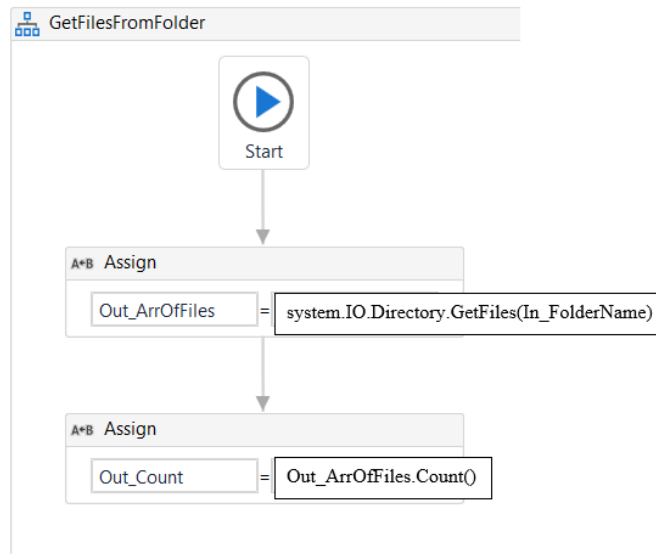 GetFilesFromFolder
Start
A+B Assign
Out_ArrOfFiles = system.IO.Directory.GetFiles(In_FolderName)
A+B Assign
Out_Count = Out_ArrOfFiles.Count()